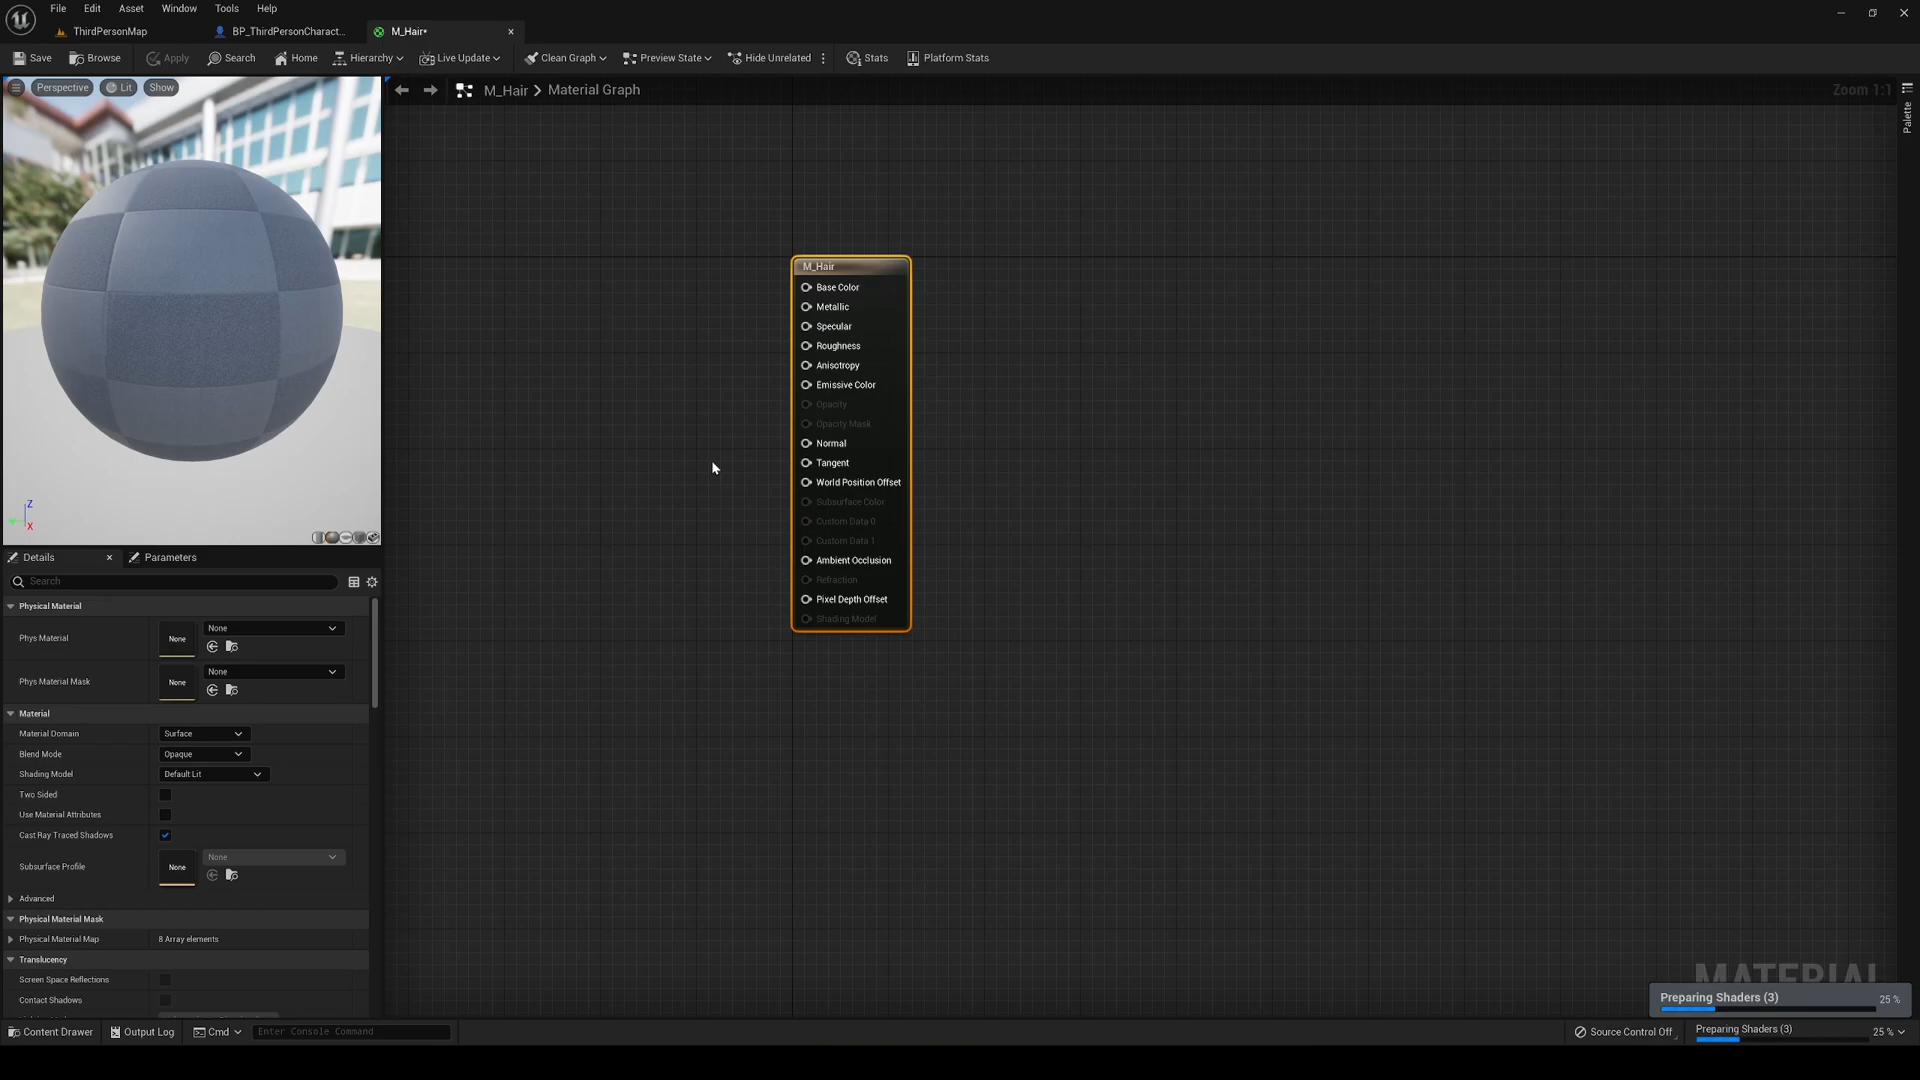 File Edit Asset Window Tools Help
ThirdPersonMap BP_ThirdPersonCharact... M_Hair*
Save Browse Apply Search Home Hierarchy Live Update Clean Graph Preview State Hide Unrelated Stats Platform Stats
Perspective Lit Show
M_Hair > Material Graph
Zoom 1:1
Palette
M_Hair
Base Color
Metallic
Specular
Roughness
Anisotropy
Emissive Color
Opacity
Opacity Mask
Normal
Tangent
World Position Offset
Subsurface Color
Custom Data 0
Custom Data 1
Ambient Occlusion
Refraction
Pixel Depth Offset
Shading Model
Z
X
Details Parameters
Search
Physical Material
Phys Material None None
Phys Material Mask None None
Material
Material Domain Surface
Blend Mode Opaque
Shading Model Default Lit
Two Sided
Use Material Attributes
Cast Ray Traced Shadows
Subsurface Profile None None
Advanced
Physical Material Mask
Physical Material Map 8 Array elements
Translucency
Screen Space Reflections
Contact Shadows
MATERIAL
Preparing Shaders (3) 25 %
Content Drawer Output Log Cmd Enter Console Command Source Control Off Preparing Shaders (3) 25 %